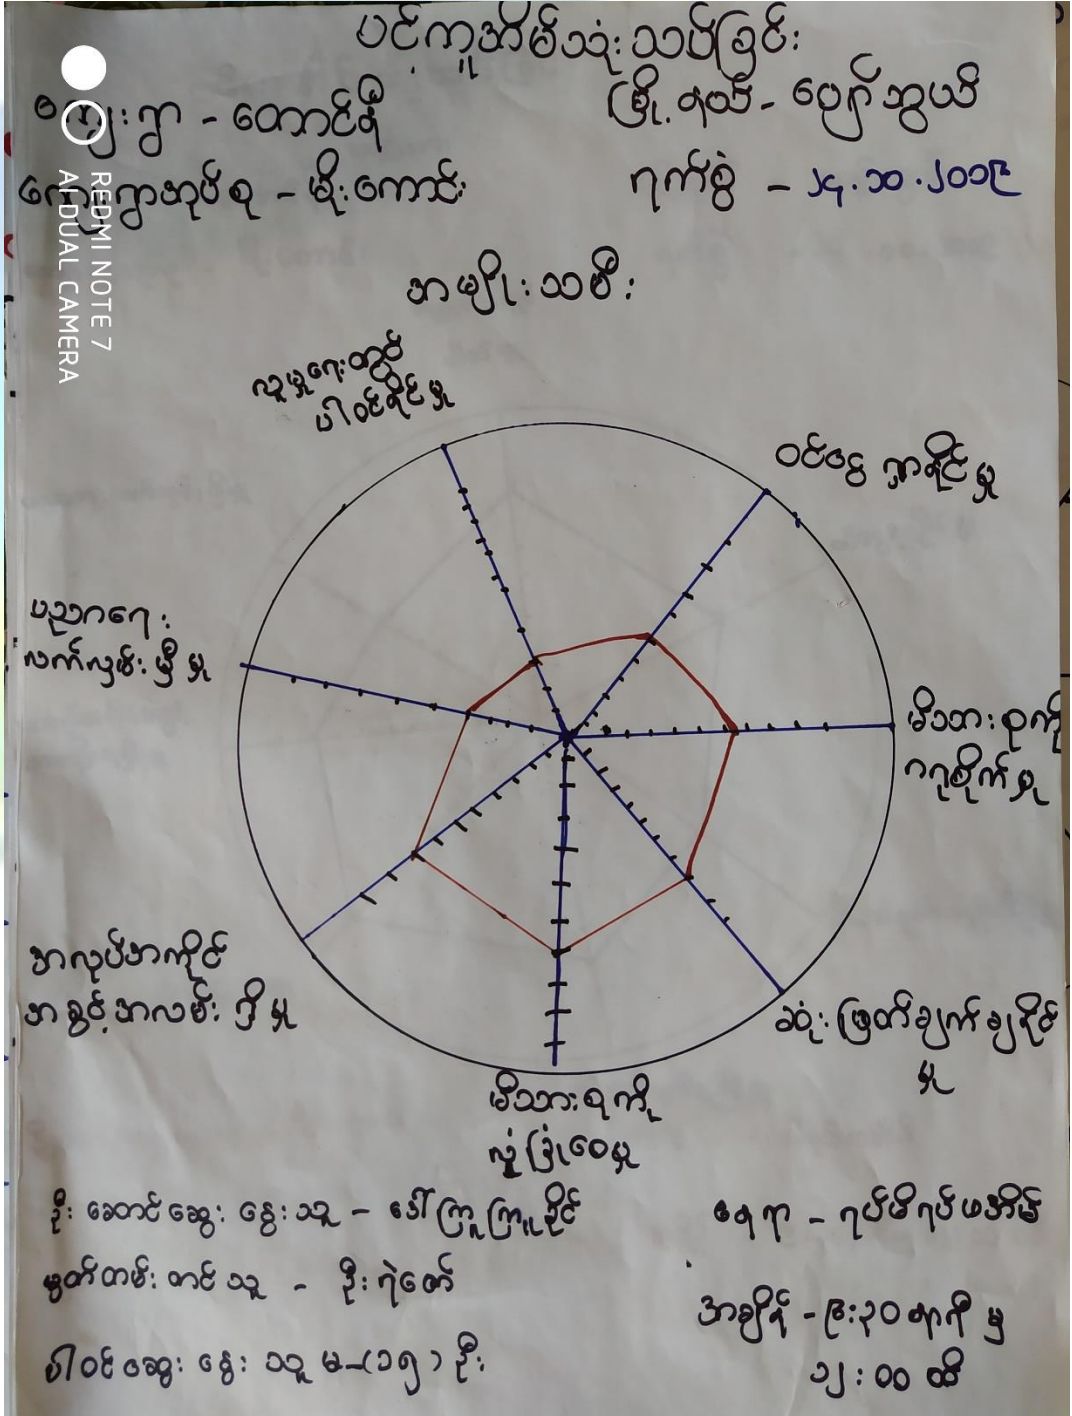 ပင့်ကူအိမ်သုံးသပ်ခြင်း
ကျေးရွာ - တောင်နီ
မြို့နယ် - ပျော်ဘွယ်
ကျေးရွာအုပ်စု - မိုးကောင်း
ရက်စွဲ - ၂၄.၁၀.၂၀၁၉
အမျိုးသမီး
လူမှုရေးတွင်
ပါဝင်နိုင်မှု
ဝင်ငွေ ရှာနိုင်မှု
ပညာရေး
လက်လှမ်းမှီမှု
မိသားစုကို
ဂရုစိုက်မှု
အလုပ်အကိုင်
အခွင့်အလမ်း ရှိမှု
ဆုံးဖြတ်ချက်ချနိုင်
မှု
မိသားစုကို
လုံခြုံစေမှု
ဦးဆောင်ဆွေးနွေးသူ - ဒေါ်ကြူကြူခိုင်
နေရာ - ရပ်မိရပ်ဖအိမ်
မှတ်တမ်းတင်သူ - ဦးရဲဇော်
အချိန် - ၉:၃၀ နာရီ မှ
ပါဝင်ဆွေးနွေးသူ မ-(၁၅) ဦး
၁၂:၀၀ ထိ
REDMI NOTE 7
AI DUAL CAMERA